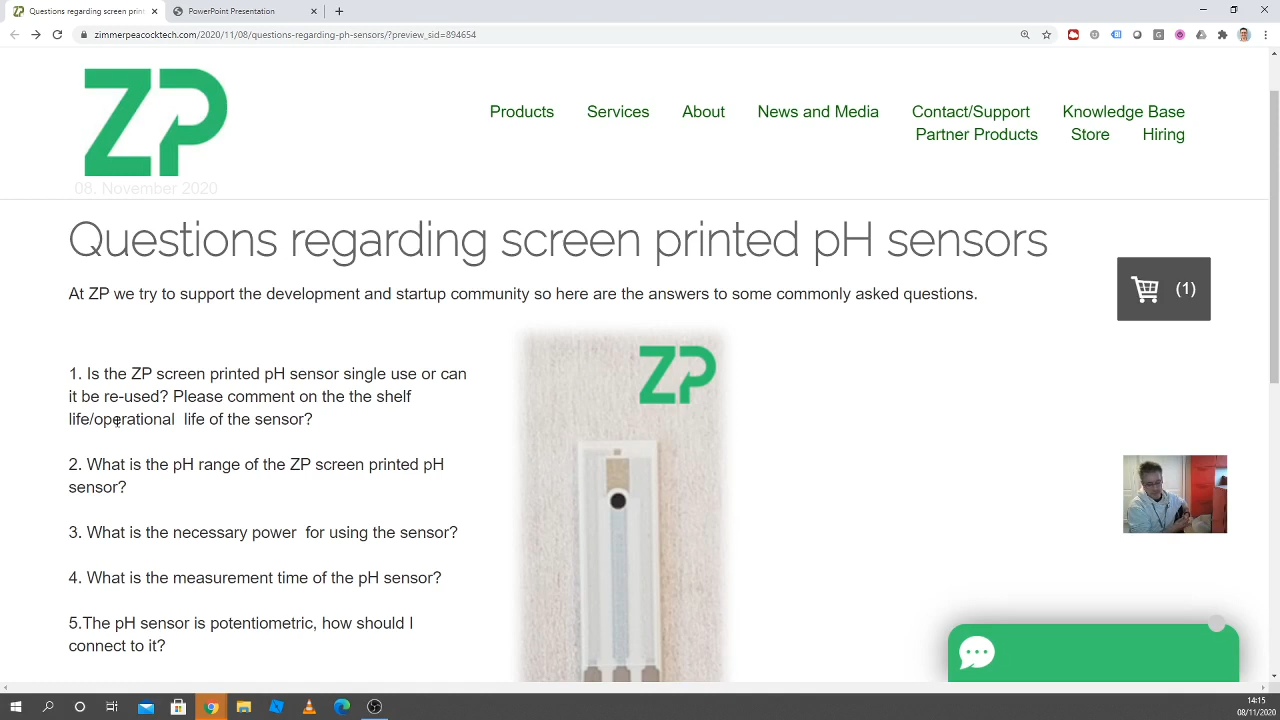 Questions regarding screen print
PowerPoint Presentation
zimmerpeacocktech.com/2020/11/08/questions-regarding-ph-sensors/?preview_sid=894654
ZP
Products Services About News and Media Contact/Support Knowledge Base
Partner Products Store Hiring
08. November 2020
Questions regarding screen printed pH sensors
At ZP we try to support the development and startup community so here are the answers to some commonly asked questions.
(1)
ZP
1. Is the ZP screen printed pH sensor single use or can
it be re-used? Please comment on the the shelf
life/operational life of the sensor?
2. What is the pH range of the ZP screen printed pH
sensor?
3. What is the necessary power for using the sensor?
4. What is the measurement time of the pH sensor?
5.The pH sensor is potentiometric, how should I
connect to it?
14:15
08/11/2020